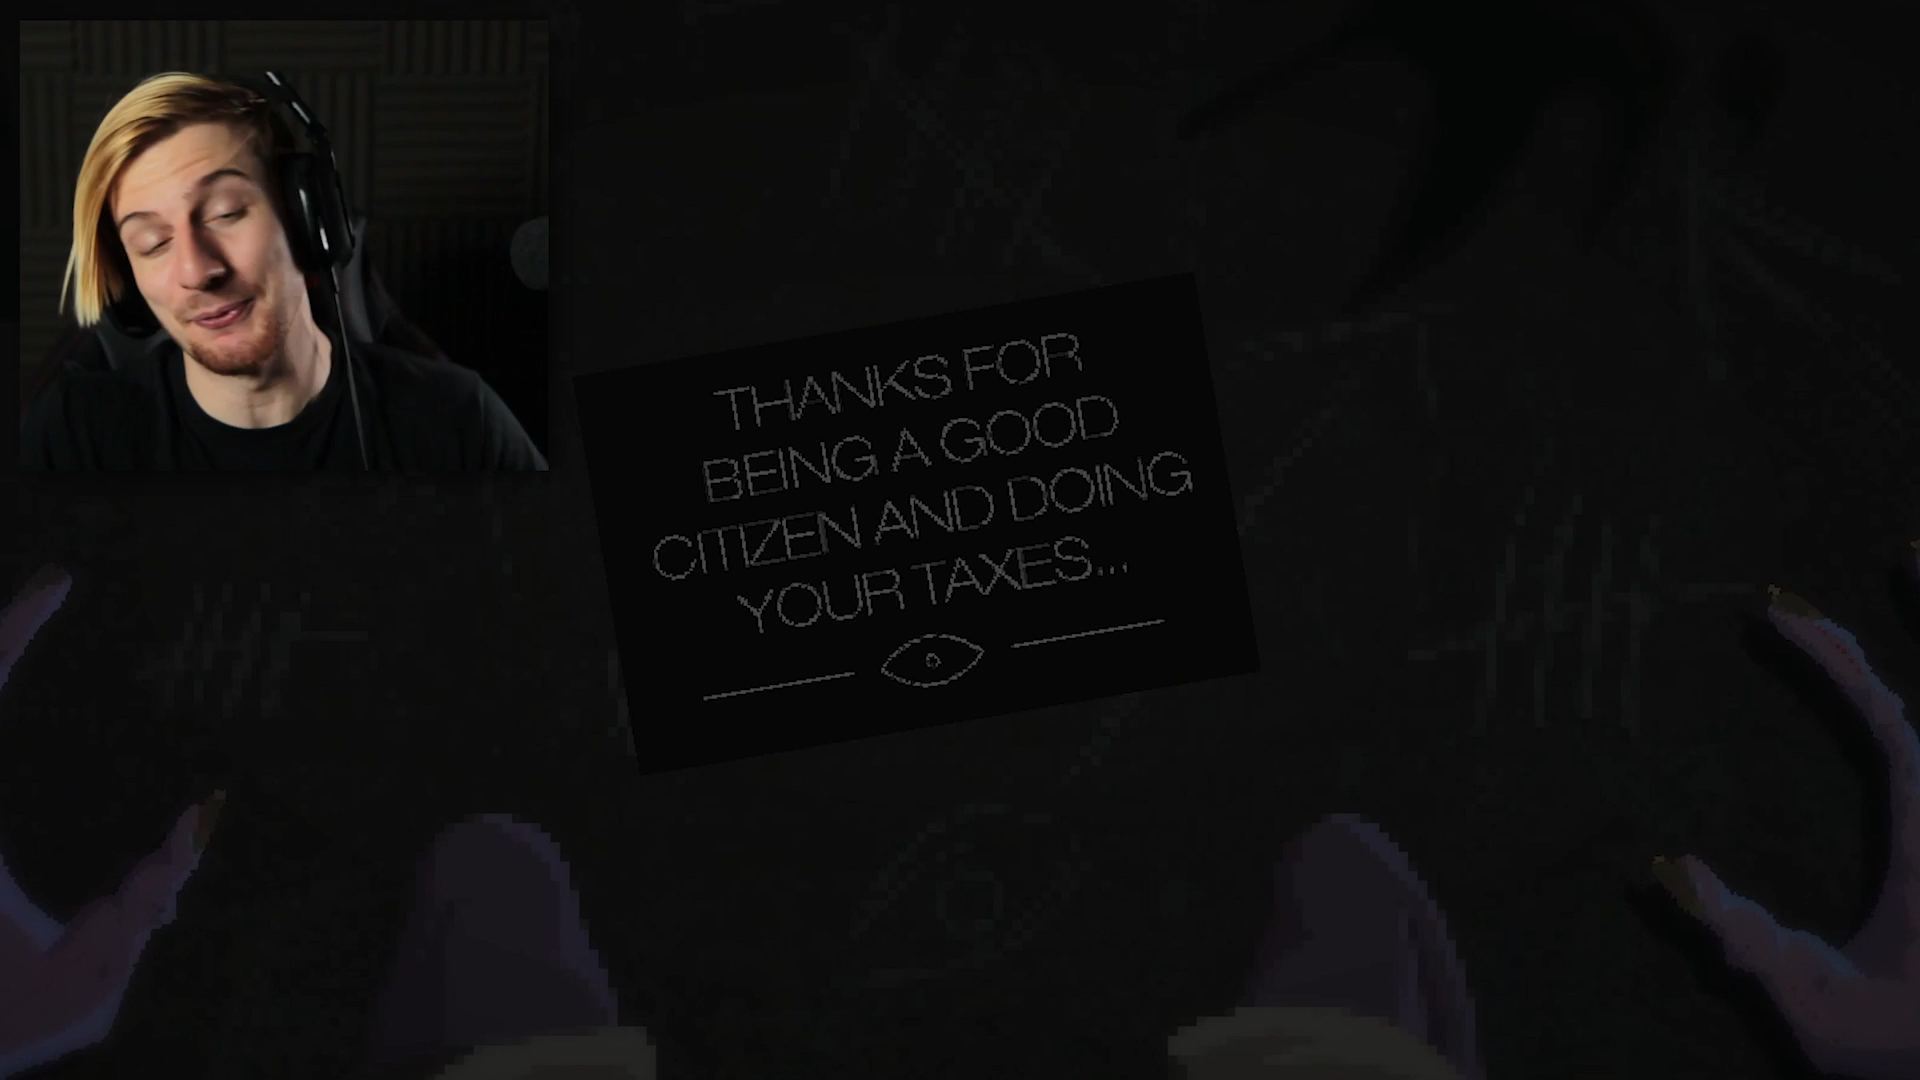 THANKS FOR
BEING A GOOD
CITIZEN AND DOING
YOUR TAXES...